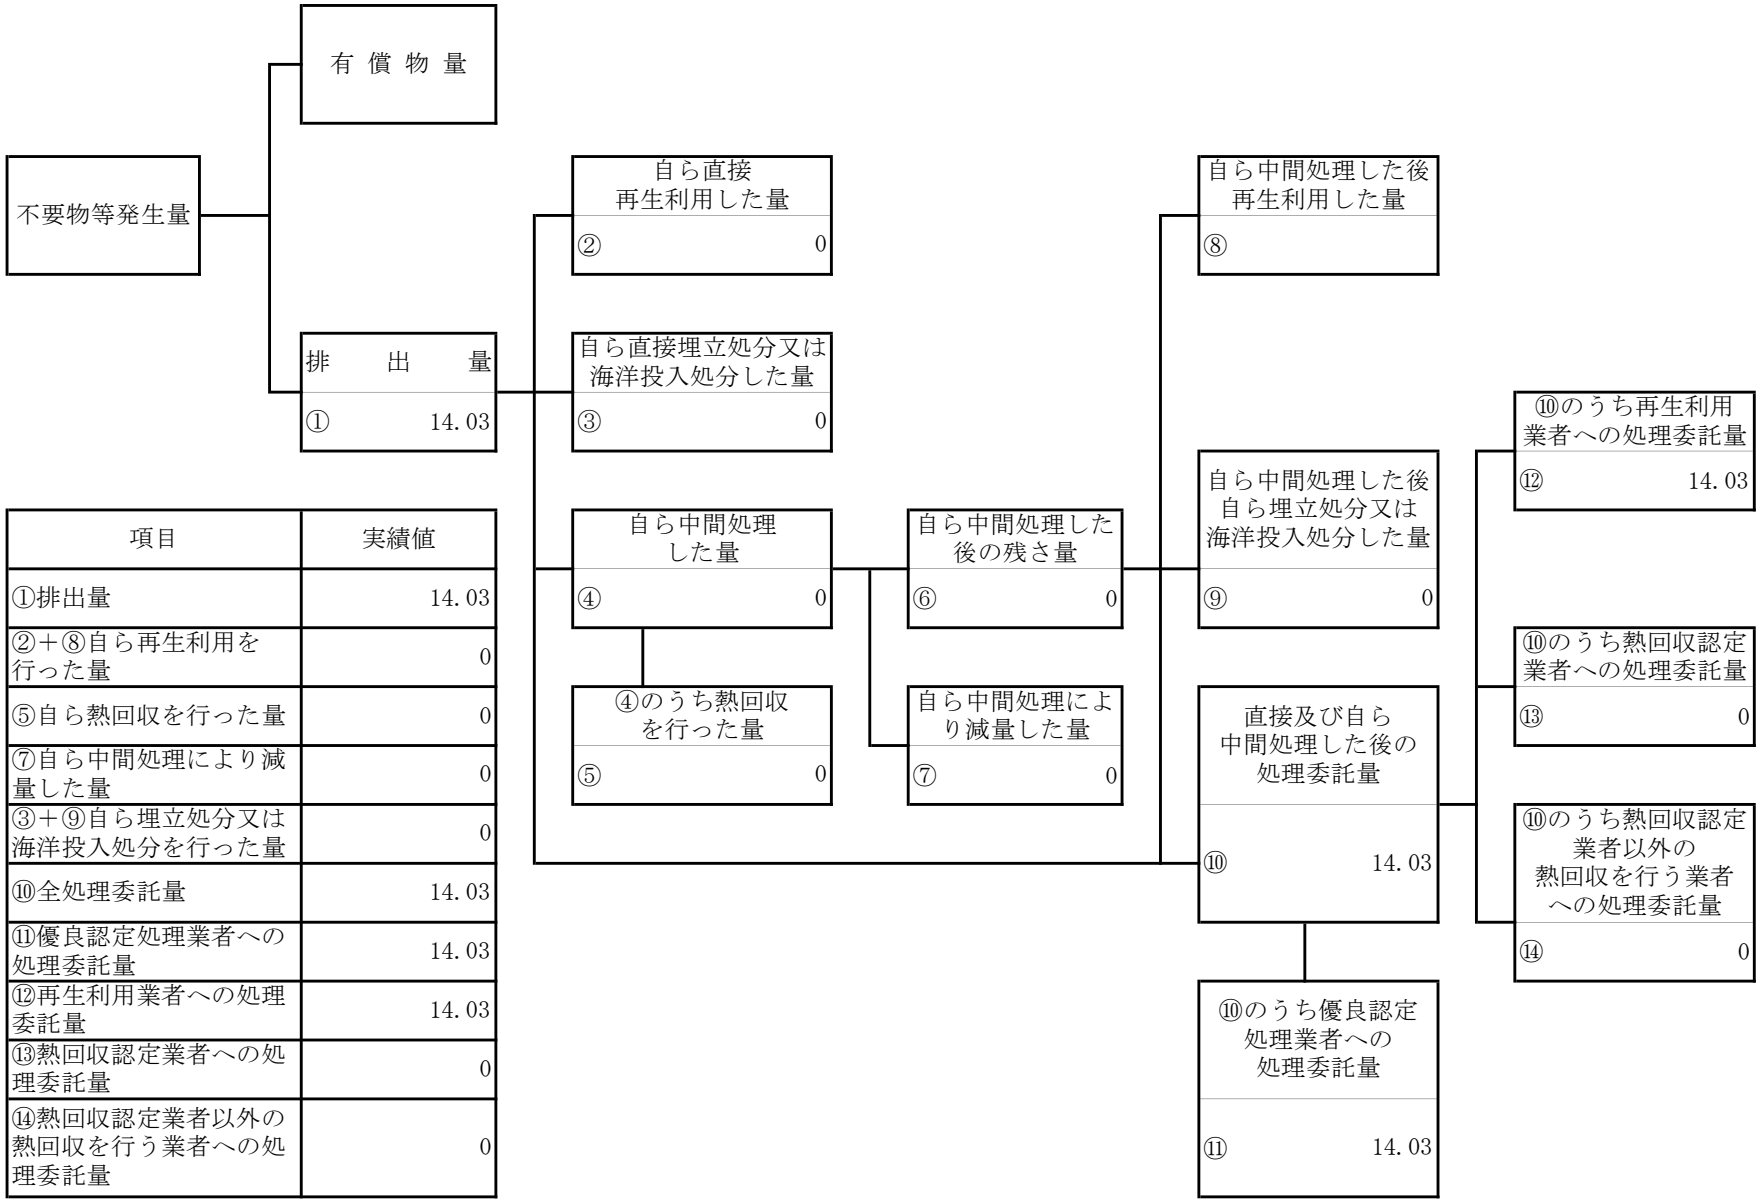 有償物量
不要物等発生量
排出量
① 14.03
自ら直接
再生利用した量
② 0
自ら直接埋立処分又は
海洋投入処分した量
③ 0
自ら中間処理
した量
④ 0
④のうち熱回収
を行った量
⑤ 0
自ら中間処理した
後の残さ量
⑥ 0
自ら中間処理によ
り減量した量
⑦ 0
自ら中間処理した後
再生利用した量
⑧
自ら中間処理した後
自ら埋立処分又は
海洋投入処分した量
⑨ 0
直接及び自ら
中間処理した後の
処理委託量
⑩ 14.03
⑩のうち優良認定
処理業者への
処理委託量
⑪ 14.03
⑩のうち再生利用
業者への処理委託量
⑫ 14.03
⑩のうち熱回収認定
業者への処理委託量
⑬ 0
⑩のうち熱回収認定
業者以外の
熱回収を行う業者
への処理委託量
⑭ 0
項目 実績値
①排出量 14.03
②＋⑧自ら再生利用を
行った量 0
⑤自ら熱回収を行った量 0
⑦自ら中間処理により減
量した量 0
③＋⑨自ら埋立処分又は
海洋投入処分を行った量 0
⑩全処理委託量 14.03
⑪優良認定処理業者への
処理委託量 14.03
⑫再生利用業者への処理
委託量 14.03
⑬熱回収認定業者への処
理委託量 0
⑭熱回収認定業者以外の
熱回収を行う業者への処
理委託量 0